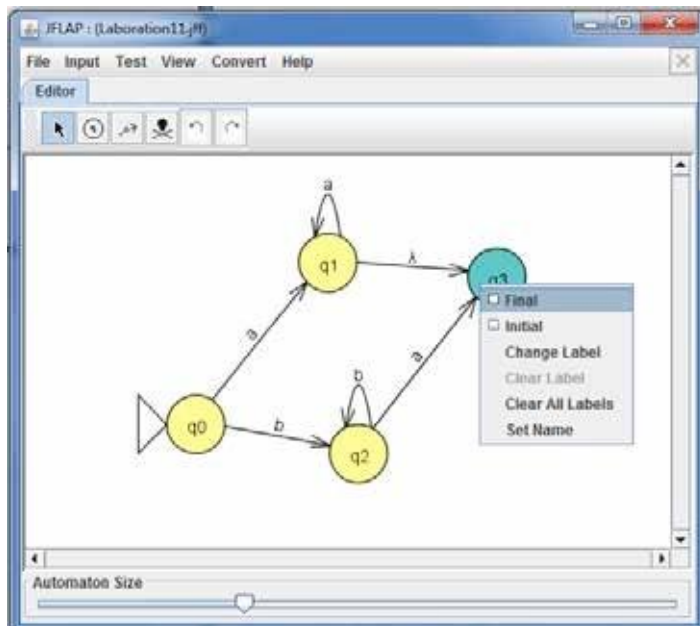 JFLAP : (Laboration11.jff)
File Input Test View Convert Help
Editor
a
q1
λ
q3
Final
Initial
Change Label
Clear Label
Clear All Labels
Set Name
a
a
b
q0
b
q2
Automaton Size